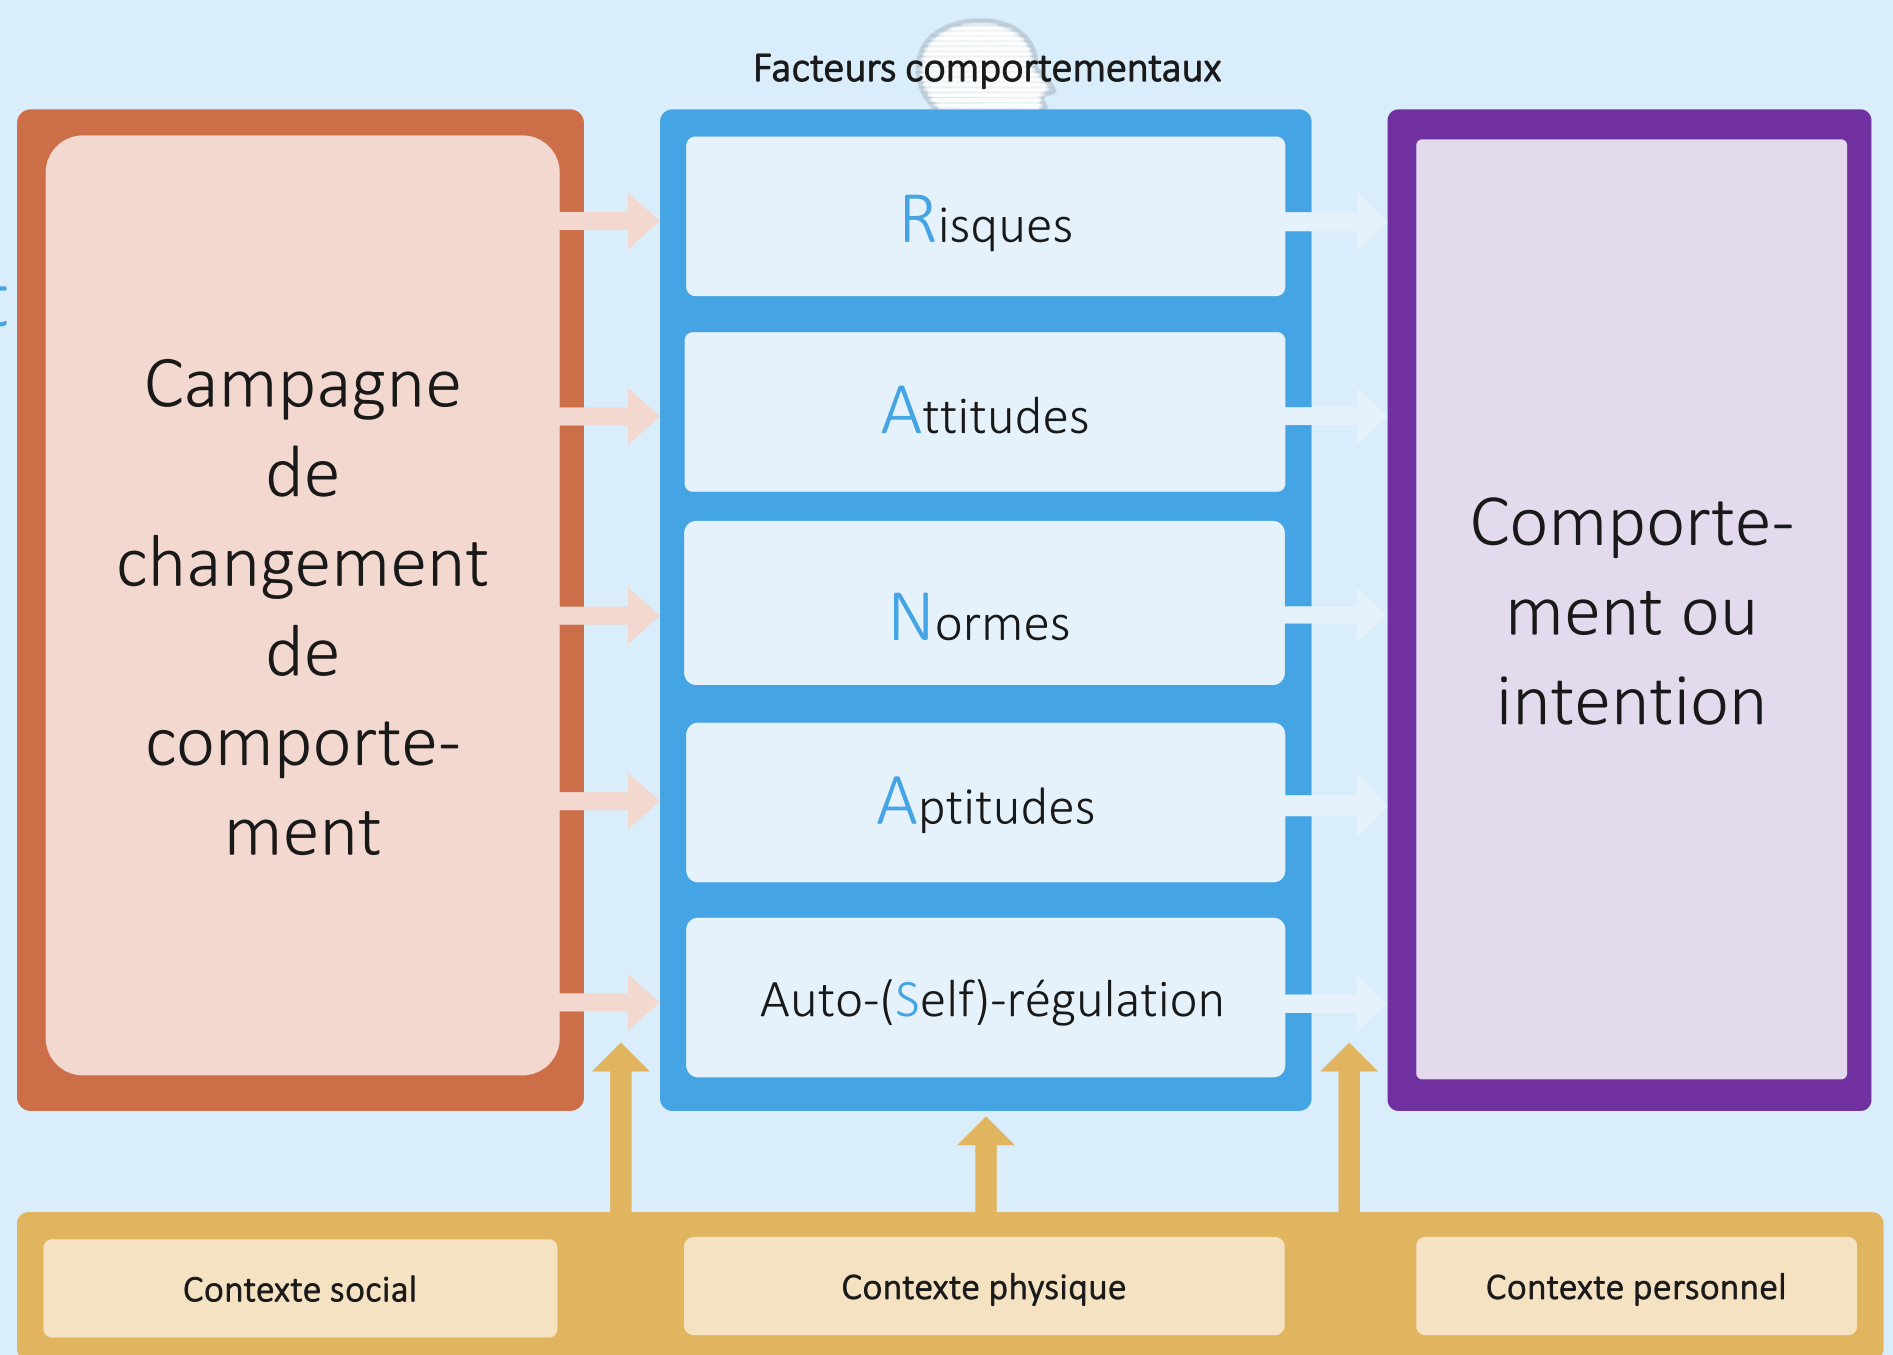 Facteurs comportementaux
t
Campagne
de
changement
de
comporte-
ment
Risques
Attitudes
Normes
Aptitudes
Auto-(Self)-régulation
Comporte-
ment ou
intention
Contexte social
Contexte physique
Contexte personnel